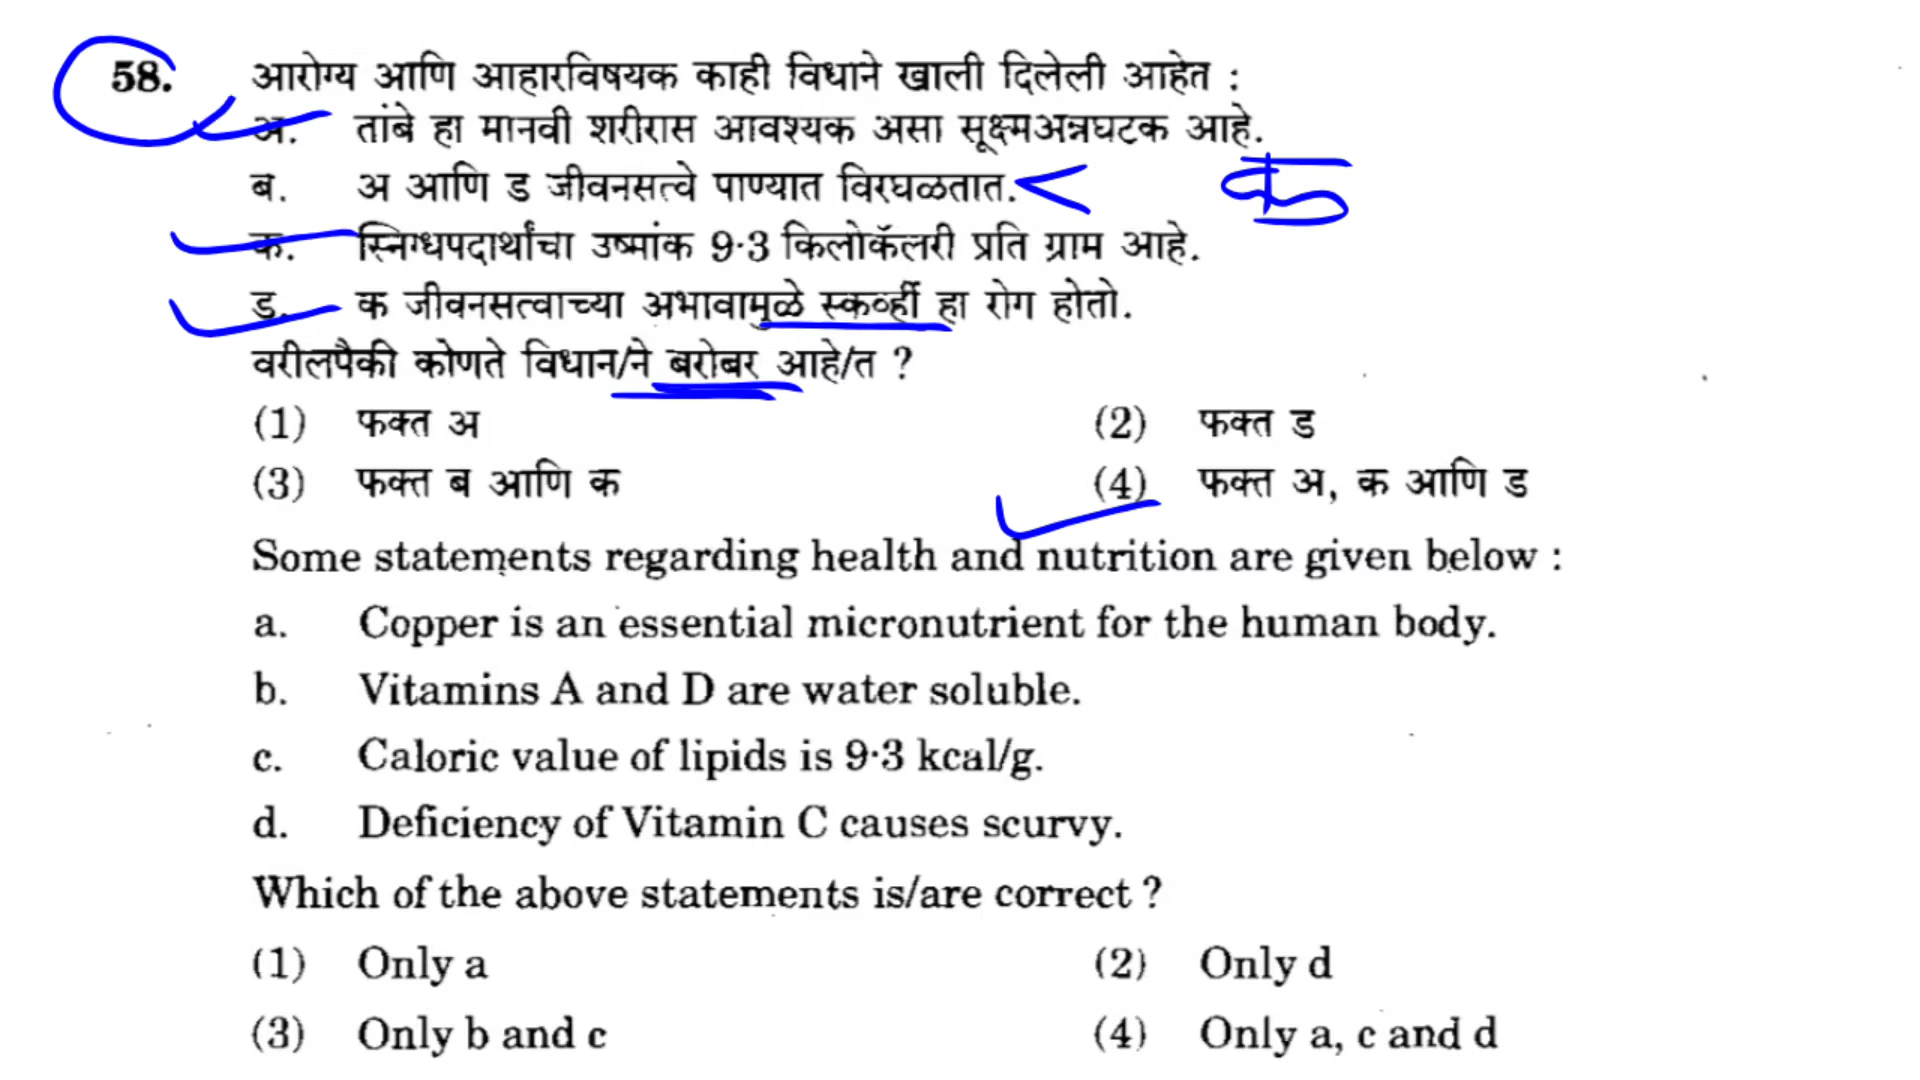 58. आरोग्य आणि आहारविषयक काही विधाने खाली दिलेली आहेत :
अ. तांबे हा मानवी शरीरास आवश्यक असा सूक्ष्मअन्नघटक आहे.
ब. अ आणि ड जीवनसत्वे पाण्यात विरघळतात.
क. स्निग्धपदार्थांचा उष्मांक 9·3 किलोकॅलरी प्रति ग्राम आहे.
ड. क जीवनसत्वाच्या अभावामुळे स्कर्व्ही हा रोग होतो.
वरीलपैकी कोणते विधान/ने बरोबर आहे/त ?
(1) फक्त अ (2) फक्त ड
(3) फक्त ब आणि क (4) फक्त अ, क आणि ड
Some statements regarding health and nutrition are given below :
a. Copper is an essential micronutrient for the human body.
b. Vitamins A and D are water soluble.
c. Caloric value of lipids is 9·3 kcal/g.
d. Deficiency of Vitamin C causes scurvy.
Which of the above statements is/are correct ?
(1) Only a (2) Only d
(3) Only b and c (4) Only a, c and d